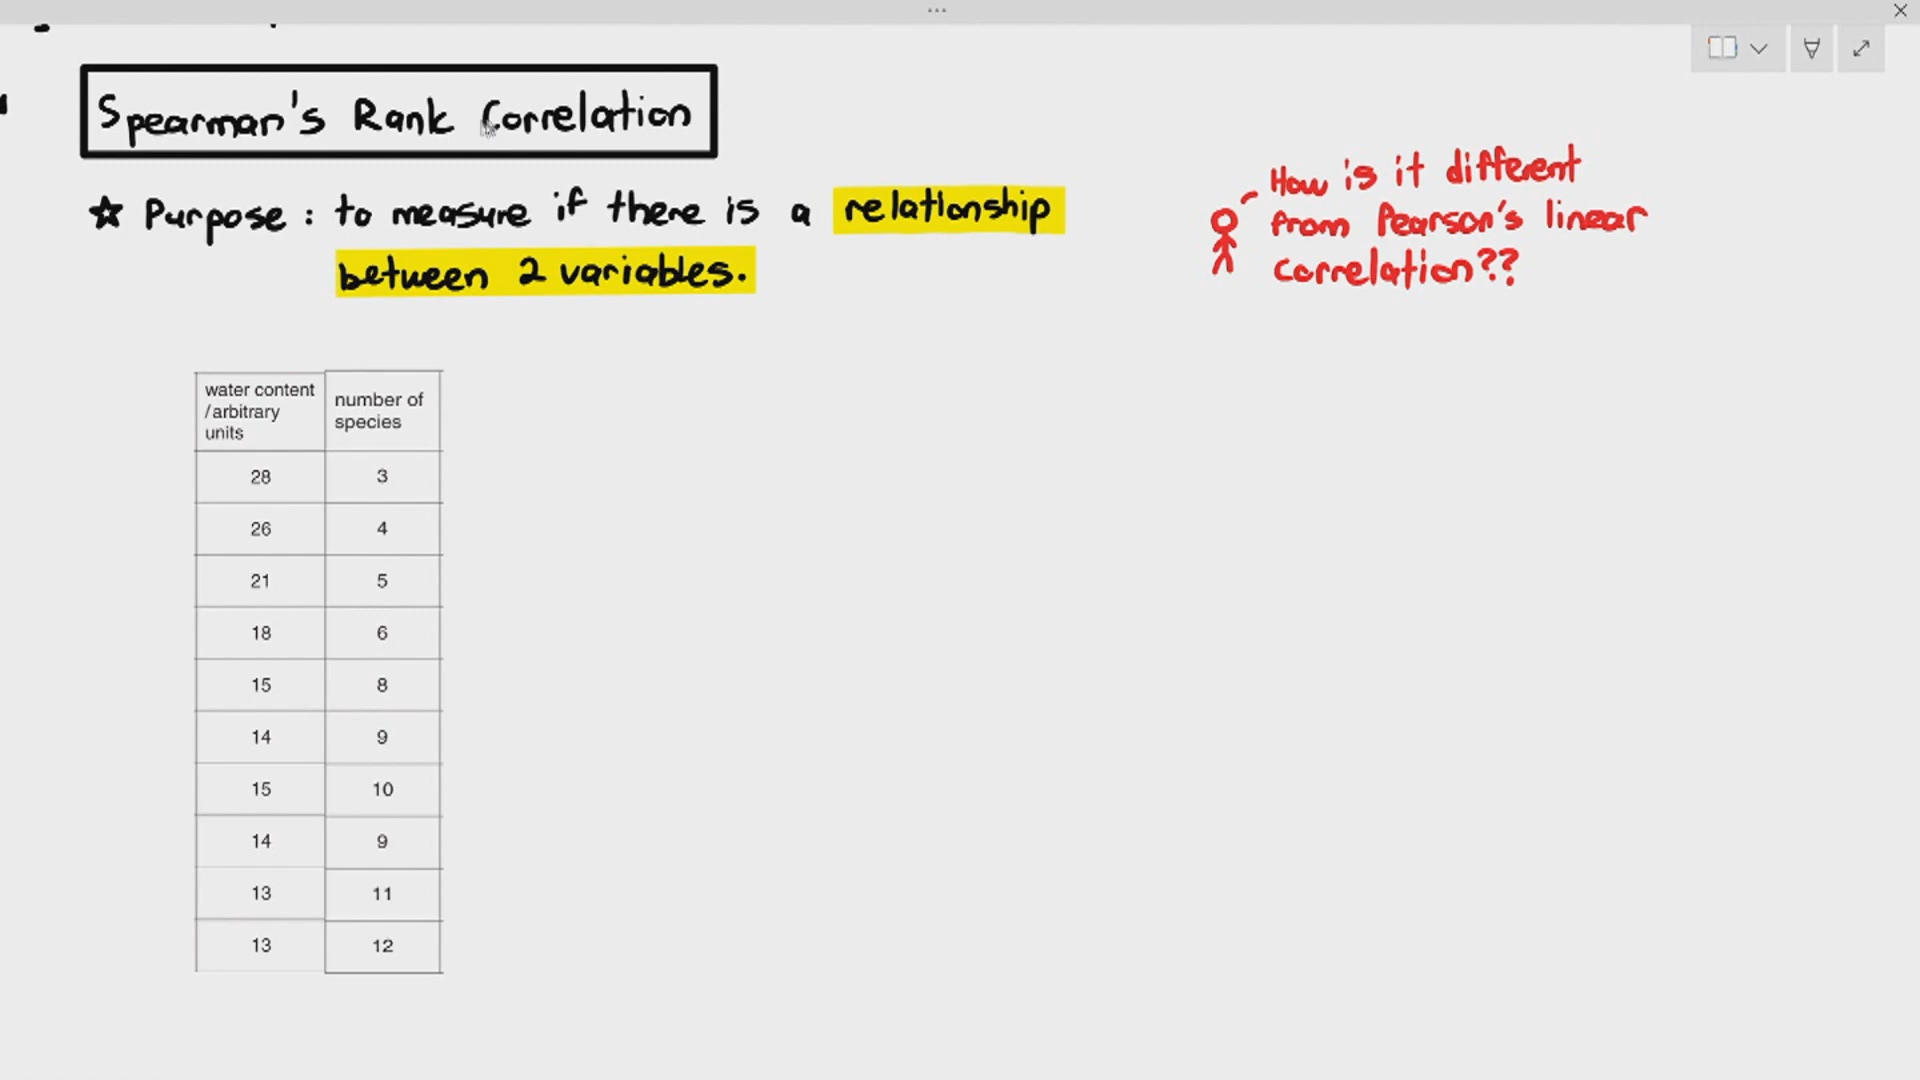 Spearman's Rank Correlation
☆ Purpose : to measure if there is a relationship
between 2 variables.
How is it different
from Pearson's linear
correlation??
water content
/arbitrary
units
number of
species
28 3
26 4
21 5
18 6
15 8
14 9
15 10
14 9
13 11
13 12